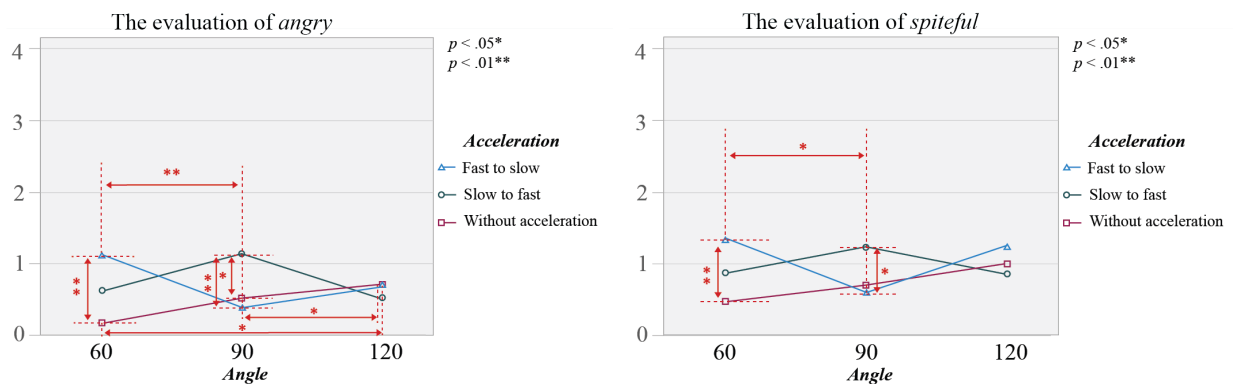 The evaluation of angry
p < .05*
p < .01**
4
3
2
1
0
**
**
**
*
*
*
Acceleration
Fast to slow
Slow to fast
Without acceleration
60
90
120
Angle
The evaluation of spiteful
p < .05*
p < .01**
4
3
2
1
0
*
**
*
Acceleration
Fast to slow
Slow to fast
Without acceleration
60
90
120
Angle